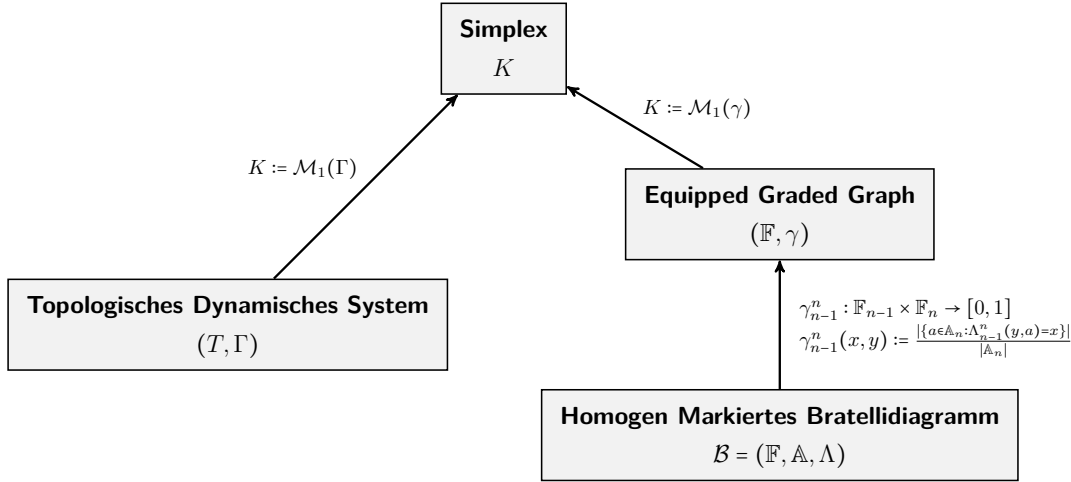 Simplex
K
K := ℳ₁(γ)
K := ℳ₁(Γ)
Equipped Graded Graph
(𝔽, γ)
Topologisches Dynamisches System
(T, Γ)
γⁿₙ₋₁ : 𝔽ₙ₋₁ × 𝔽ₙ → [0, 1]
γⁿₙ₋₁(x, y) := |{a∈𝔸ₙ:Λⁿₙ₋₁(y,a)=x}| / |𝔸ₙ|
Homogen Markiertes Bratellidiagramm
ℬ = (𝔽, 𝔸, Λ)